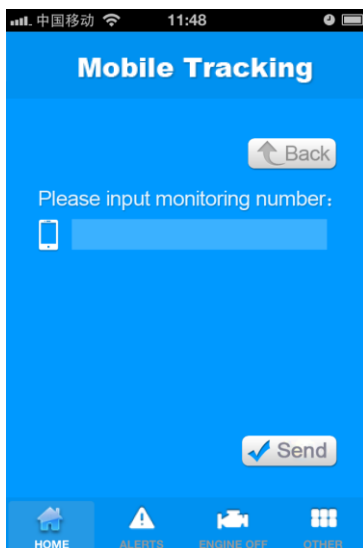 中国移动 11:48
Mobile Tracking
Back
Please input monitoring number：
Send
HOME ALERTS ENGINE OFF OTHER